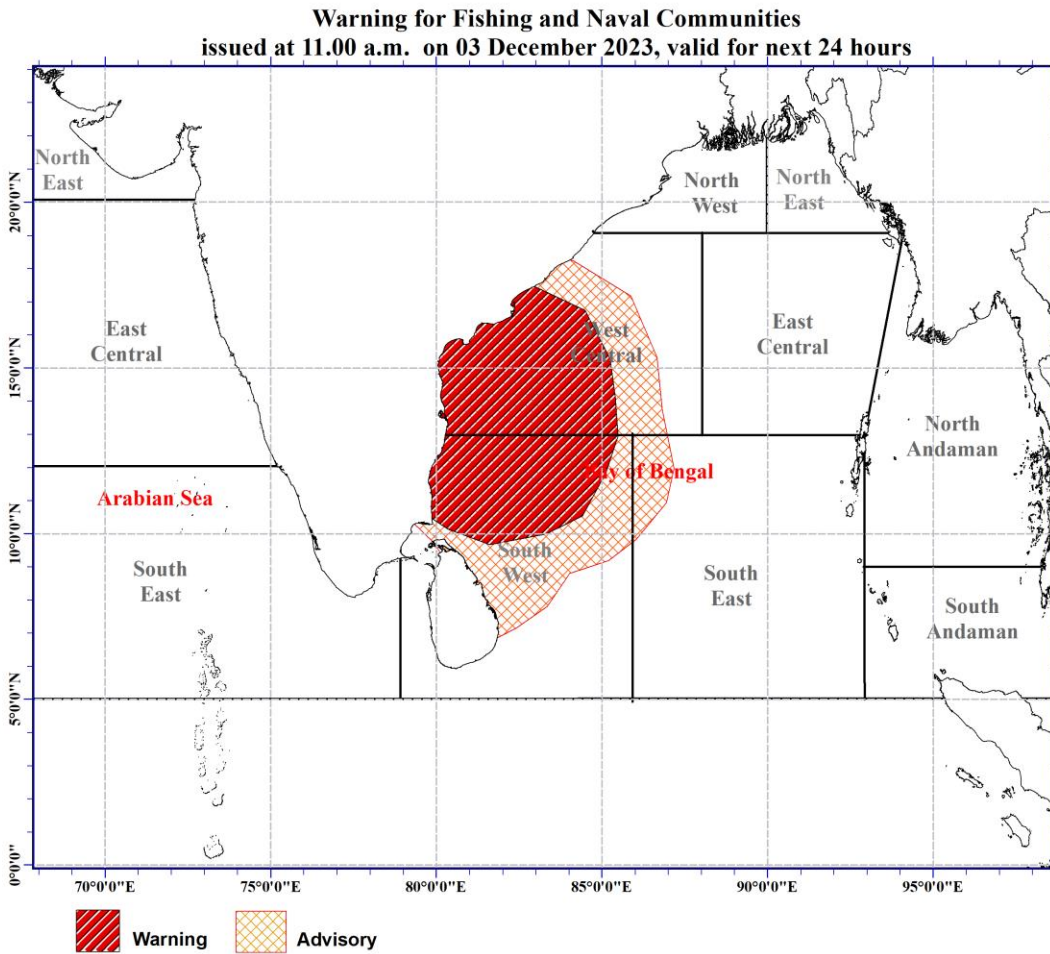 Warning for Fishing and Naval Communities
issued at 11.00 a.m.  on 03 December 2023, valid for next 24 hours
North
East
North
West
North
East
20°0'0"N
East
Central
West
Central
East
Central
15°0'0"N
North
Andaman
Arabian Sea
Bay of Bengal
10°0'0"N
South
East
South
West
South
East
South
Andaman
5°0'0"N
0°0'0"
70°0'0"E
75°0'0"E
80°0'0"E
85°0'0"E
90°0'0"E
95°0'0"E
Warning
Advisory